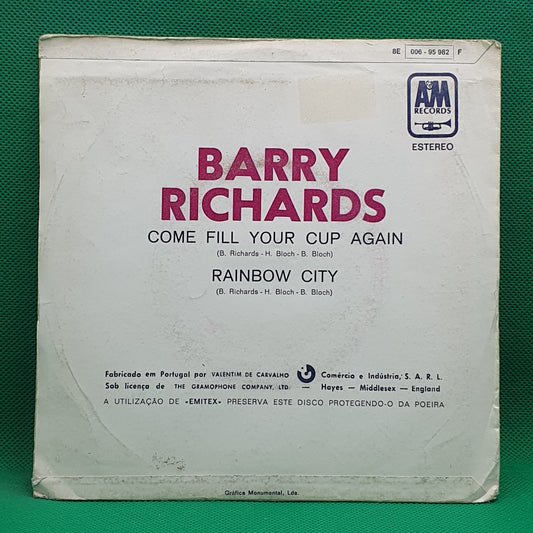 8E 006 - 95 982 F
A&M
RECORDS
ESTEREO
BARRY
RICHARDS
COME FILL YOUR CUP AGAIN
(B. Richards - H. Bloch - B. Bloch)
RAINBOW CITY
(B. Richards - H. Bloch - B. Bloch)
Fabricado em Portugal por VALENTIM DE CARVALHO Comércio e Indústria, S. A. R. L.
Sob licença de THE GRAMOPHONE COMPANY, LTD. — Hayes — Middlesex — England
A UTILIZAÇÃO DE «EMITEX» PRESERVA ESTE DISCO PROTEGENDO-O DA POEIRA
Gráfica Monumental, Lda.